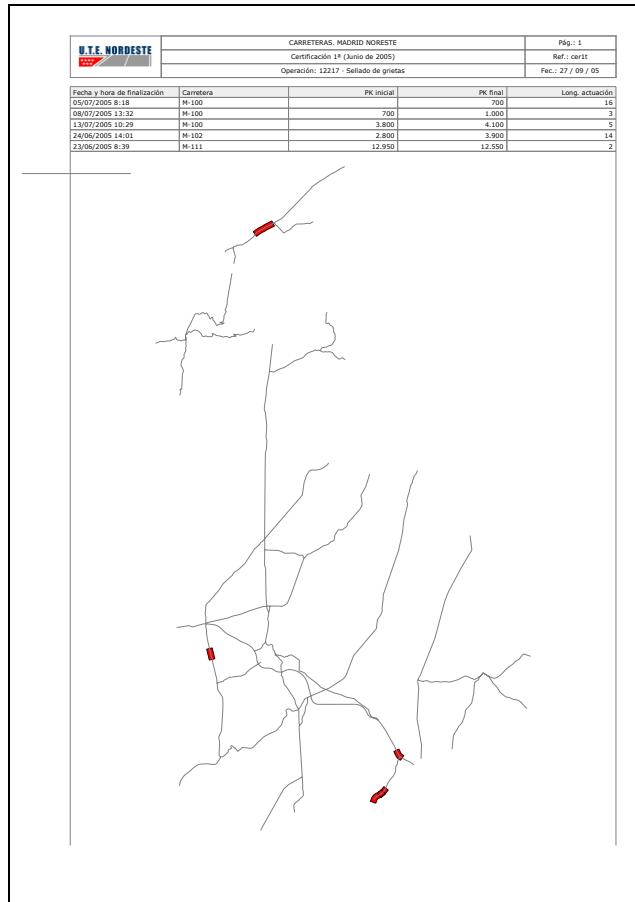 U.T.E. NORDESTE
CARRETERAS. MADRID NORESTE
Pág.: 1
Certificación 1ª (Junio de 2005)
Ref.: cer1t
Operación: 12217 - Sellado de grietas
Fec.: 27 / 09 / 05
Fecha y hora de finalización Carretera PK inicial PK final Long. actuación
05/07/2005 8:18 M-100 700 16
08/07/2005 13:32 M-100 700 1.000 3
13/07/2005 10:29 M-100 3.800 4.100 5
24/06/2005 14:01 M-102 2.800 3.900 14
23/06/2005 8:39 M-111 12.950 12.550 2